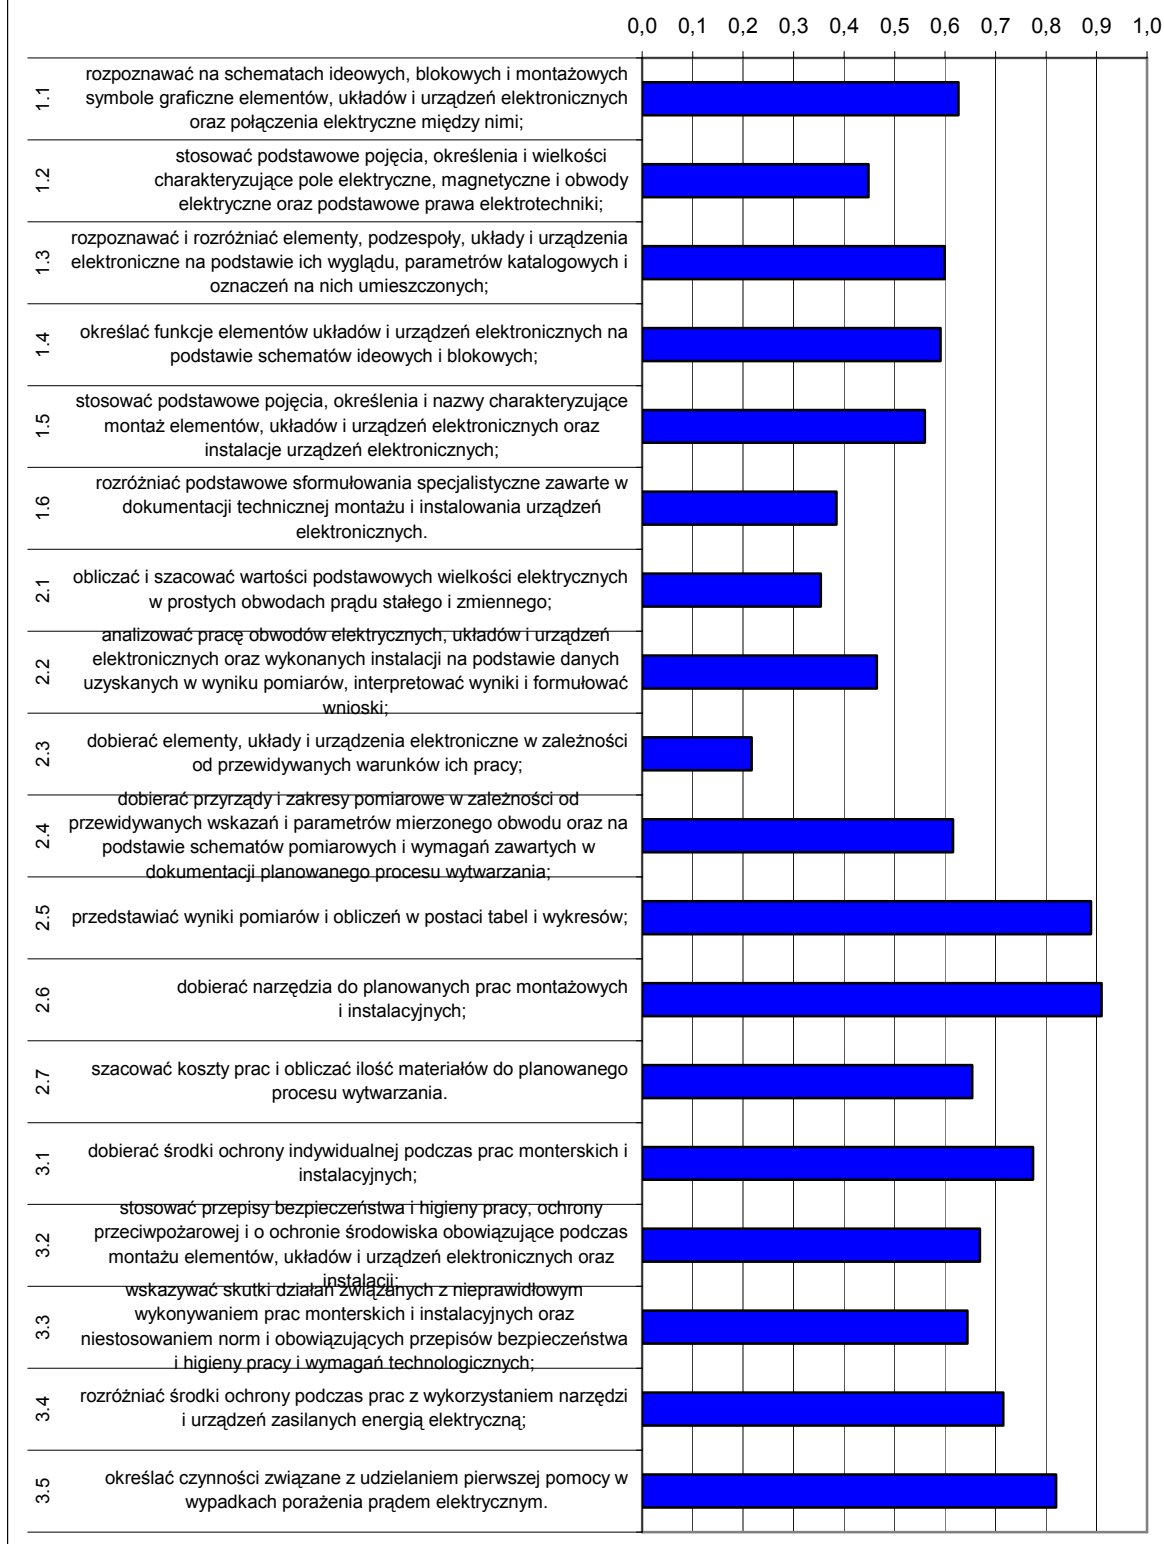 0,0 0,1 0,2 0,3 0,4 0,5 0,6 0,7 0,8 0,9 1,0
1.1
rozpoznawać na schematach ideowych, blokowych i montażowych
symbole graficzne elementów, układów i urządzeń elektronicznych
oraz połączenia elektryczne między nimi;
1.2
stosować podstawowe pojęcia, określenia i wielkości
charakteryzujące pole elektryczne, magnetyczne i obwody
elektryczne oraz podstawowe prawa elektrotechniki;
1.3
rozpoznawać i rozróżniać elementy, podzespoły, układy i urządzenia
elektroniczne na podstawie ich wyglądu, parametrów katalogowych i
oznaczeń na nich umieszczonych;
1.4
określać funkcje elementów układów i urządzeń elektronicznych na
podstawie schematów ideowych i blokowych;
1.5
stosować podstawowe pojęcia, określenia i nazwy charakteryzujące
montaż elementów, układów i urządzeń elektronicznych oraz
instalacje urządzeń elektronicznych;
1.6
rozróżniać podstawowe sformułowania specjalistyczne zawarte w
dokumentacji technicznej montażu i instalowania urządzeń
elektronicznych.
2.1
obliczać i szacować wartości podstawowych wielkości elektrycznych
w prostych obwodach prądu stałego i zmiennego;
2.2
analizować pracę obwodów elektrycznych, układów i urządzeń
elektronicznych oraz wykonanych instalacji na podstawie danych
uzyskanych w wyniku pomiarów, interpretować wyniki i formułować
wnioski;
2.3
dobierać elementy, układy i urządzenia elektroniczne w zależności
od przewidywanych warunków ich pracy;
2.4
dobierać przyrządy i zakresy pomiarowe w zależności od
przewidywanych wskazań i parametrów mierzonego obwodu oraz na
podstawie schematów pomiarowych i wymagań zawartych w
dokumentacji planowanego procesu wytwarzania;
2.5
przedstawiać wyniki pomiarów i obliczeń w postaci tabel i wykresów;
2.6
dobierać narzędzia do planowanych prac montażowych
i instalacyjnych;
2.7
szacować koszty prac i obliczać ilość materiałów do planowanego
procesu wytwarzania.
3.1
dobierać środki ochrony indywidualnej podczas prac monterskich i
instalacyjnych;
3.2
stosować przepisy bezpieczeństwa i higieny pracy, ochrony
przeciwpożarowej i o ochronie środowiska obowiązujące podczas
montażu elementów, układów i urządzeń elektronicznych oraz
instalacji;
3.3
wskazywać skutki działań związanych z nieprawidłowym
wykonywaniem prac monterskich i instalacyjnych oraz
niestosowaniem norm i obowiązujących przepisów bezpieczeństwa
i higieny pracy i wymagań technologicznych;
3.4
rozróżniać środki ochrony podczas prac z wykorzystaniem narzędzi
i urządzeń zasilanych energią elektryczną;
3.5
określać czynności związane z udzielaniem pierwszej pomocy w
wypadkach porażenia prądem elektrycznym.